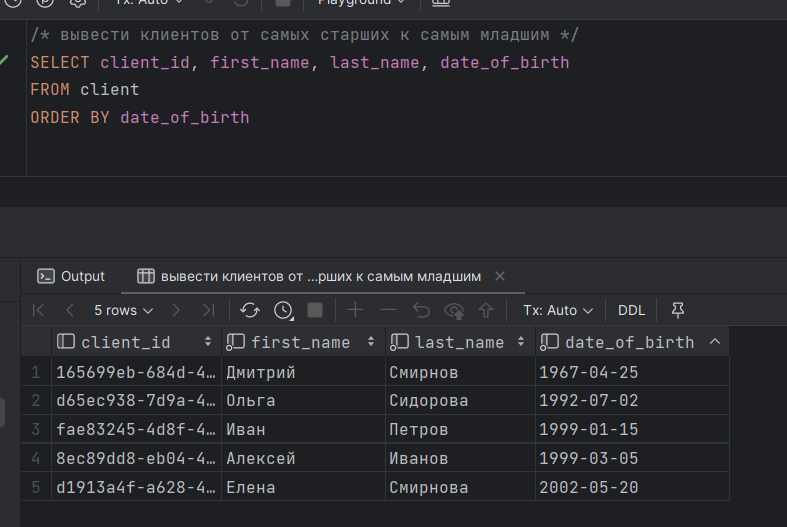 Tx: Auto Playground
/* вывести клиентов от самых старших к самым младшим */
SELECT client_id, first_name, last_name, date_of_birth
FROM client
ORDER BY date_of_birth
Output вывести клиентов от ...рших к самым младшим
5 rows Tx: Auto DDL
client_id first_name last_name date_of_birth
1 165699eb-684d-4… Дмитрий Смирнов 1967-04-25
2 d65ec938-7d9a-4… Ольга Сидорова 1992-07-02
3 fae83245-4d8f-4… Иван Петров 1999-01-15
4 8ec89dd8-eb04-4… Алексей Иванов 1999-03-05
5 d1913a4f-a628-4… Елена Смирнова 2002-05-20